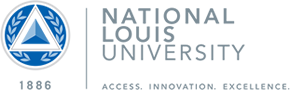 NATIONAL
LOUIS
UNIVERSITY
1886
ACCESS. INNOVATION. EXCELLENCE.